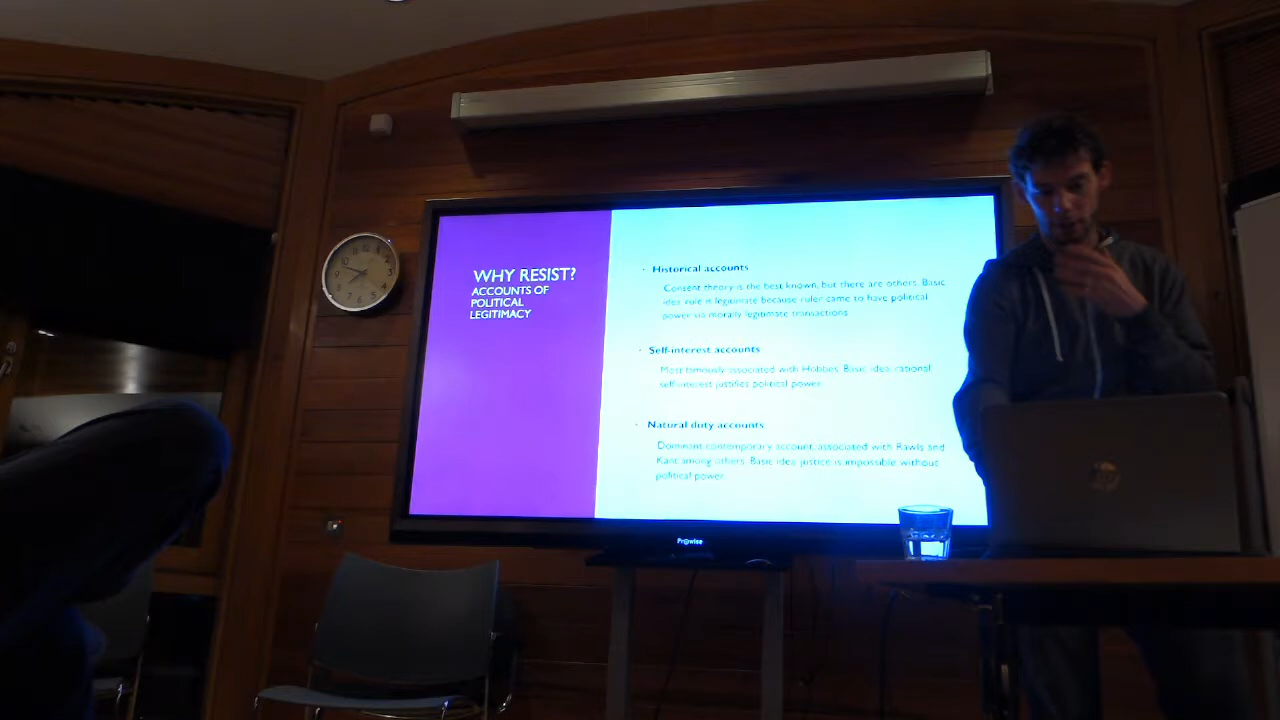 WHY RESIST?
ACCOUNTS OF
POLITICAL
LEGITIMACY
· Historical accounts
Consent theory is the best known, but there are others. Basic
idea rule is legitimate because ruler came to have political
power via morally legitimate transactions.
· Self-interest accounts
Most famously associated with Hobbes. Basic idea: rational
self-interest justifies political power.
· Natural duty accounts
Dominant contemporary account, associated with Rawls and
Kant among others. Basic idea: justice is impossible without
political power.
Prowise
hp